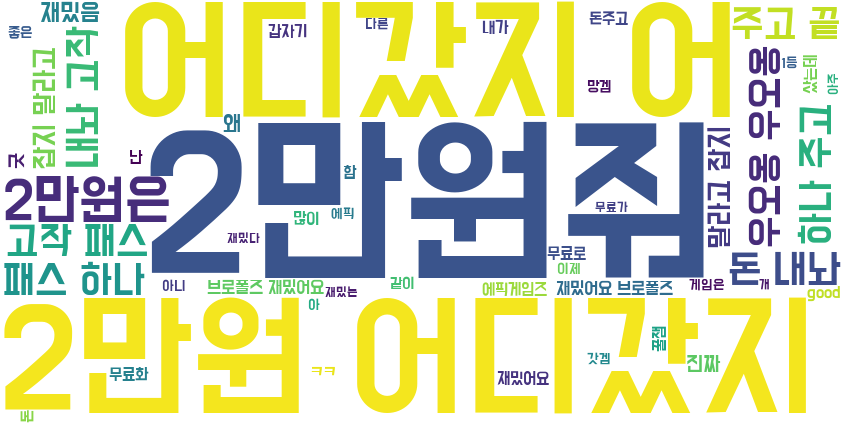 재밌음
좋은
갑자기
다른
내가
돈주고
주고 끝
어디갔지 어
망겜
1등
샀는데
아주
우오옹 우오옹
내놔 고작
잡지 말라고
굿
왜
난
2만원줘
하나 주고
말라고 잡지
2만원은
함
많이
에픽
무료가
고작 패스
재밌다
무료로
이제
돈 내놔
패스 하나
아니
브로폴즈 재밌어요
재밌는
아
같이
에픽게임즈
재밌어요 브로폴즈
게임은
개
good
2만원 어디갔지
무료화
ㅋㅋ
재밌어요
갓겜
꿀잼
진짜
돈